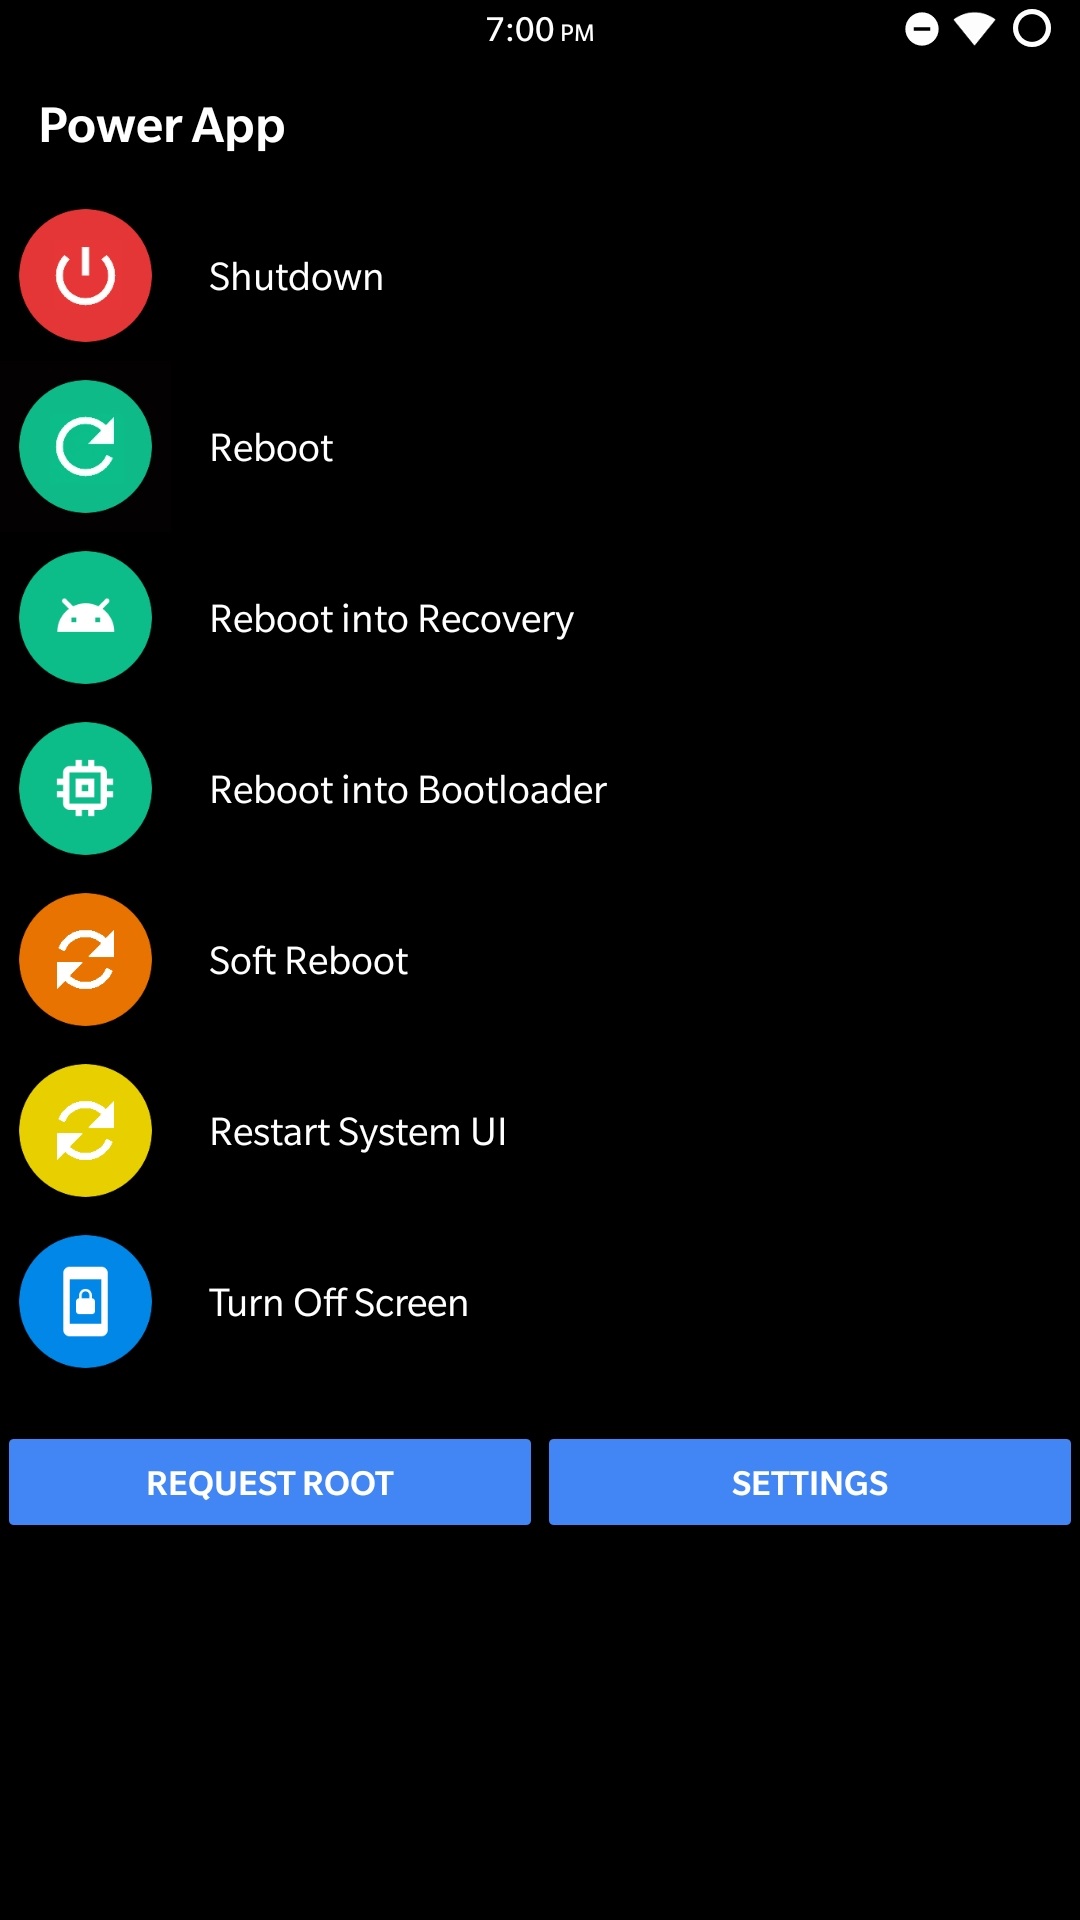 7:00 PM
Power App
Shutdown
Reboot
Reboot into Recovery
Reboot into Bootloader
Soft Reboot
Restart System UI
Turn Off Screen
REQUEST ROOT
SETTINGS